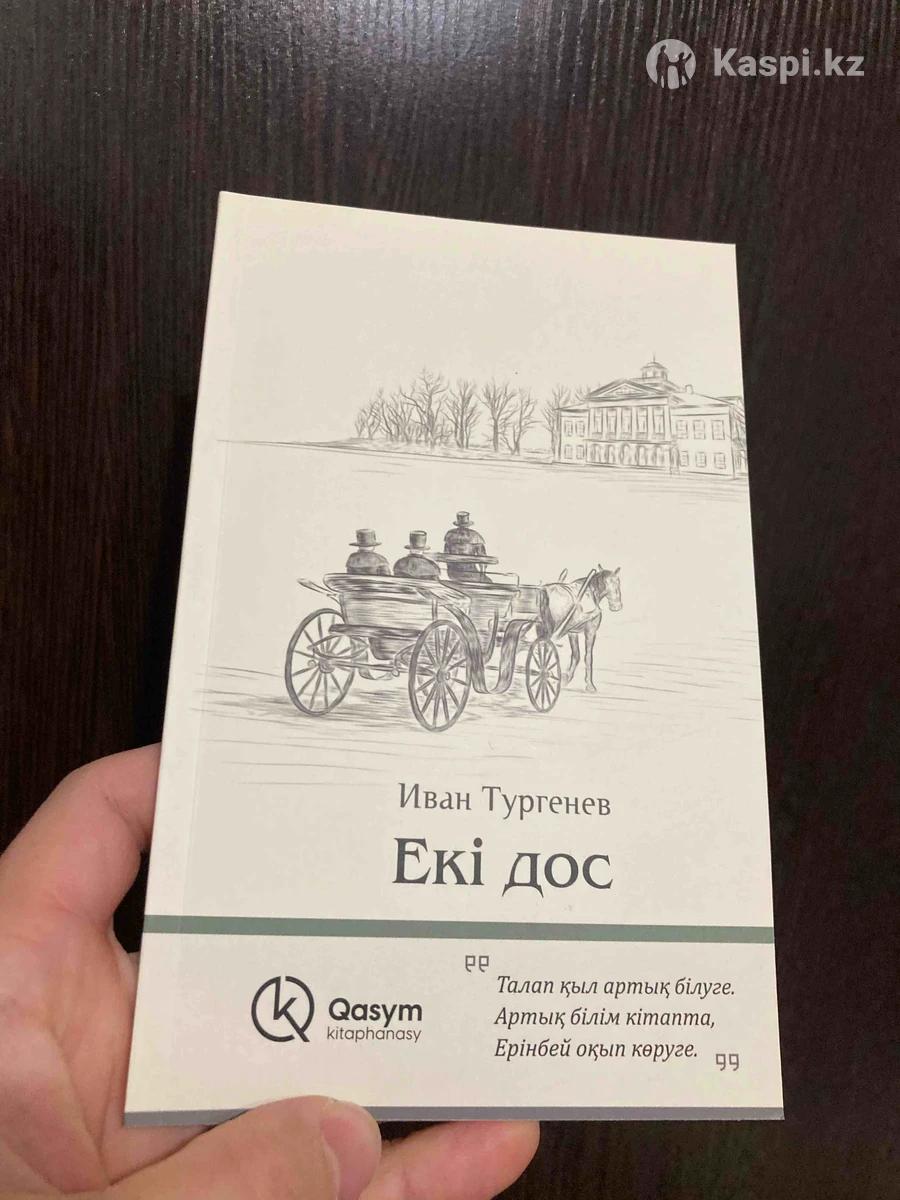 Kaspi.kz
Иван Тургенев
Екі дос
Qasym
kitaphanasy
Талап қыл артық білуге.
Артық білім кітапта,
Ерінбей оқып көруге.